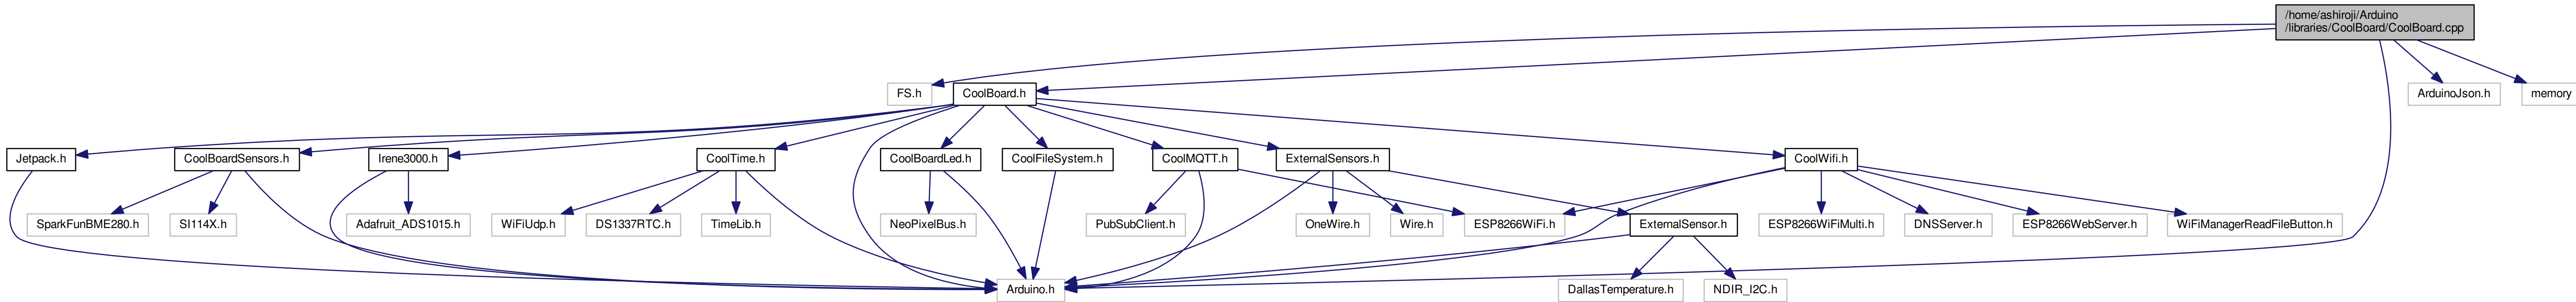 /home/ashiroji/Arduino
/libraries/CoolBoard/CoolBoard.cpp
FS.h
CoolBoard.h
ArduinoJson.h
memory
Jetpack.h
CoolBoardSensors.h
Irene3000.h
CoolTime.h
CoolBoardLed.h
CoolFileSystem.h
CoolMQTT.h
ExternalSensors.h
CoolWifi.h
SparkFunBME280.h
SI114X.h
Adafruit_ADS1015.h
WiFiUdp.h
DS1337RTC.h
TimeLib.h
NeoPixelBus.h
PubSubClient.h
OneWire.h
Wire.h
ESP8266WiFi.h
ExternalSensor.h
ESP8266WiFiMulti.h
DNSServer.h
ESP8266WebServer.h
WiFiManagerReadFileButton.h
Arduino.h
DallasTemperature.h
NDIR_I2C.h